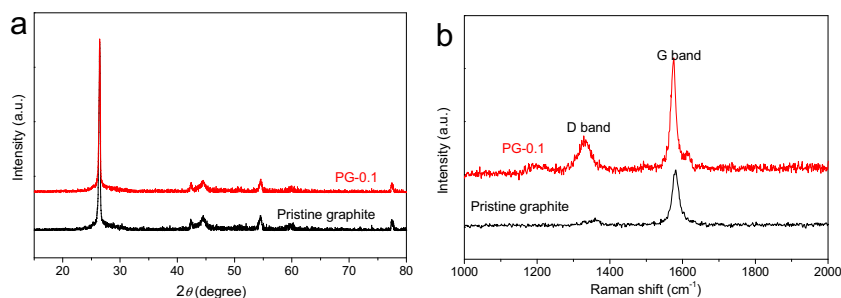 a
Intensity (a.u.)
PG-0.1
Pristine graphite
20 30 40 50 60 70 80
2θ (degree)
b
Intensity (a.u.)
G band
D band
PG-0.1
Pristine graphite
1000 1200 1400 1600 1800 2000
Raman shift (cm⁻¹)